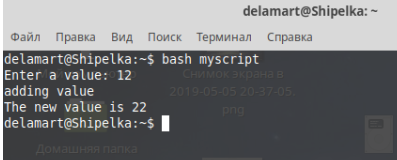 delamart@Shipelka: ~
Файл Правка Вид Поиск Терминал Справка
delamart@Shipelka:~$ bash myscript
Enter a value: 12
adding value
The new value is 22
delamart@Shipelka:~$
Снимок экрана в
2019-05-05 20-37-05.
png
Домашняя папка